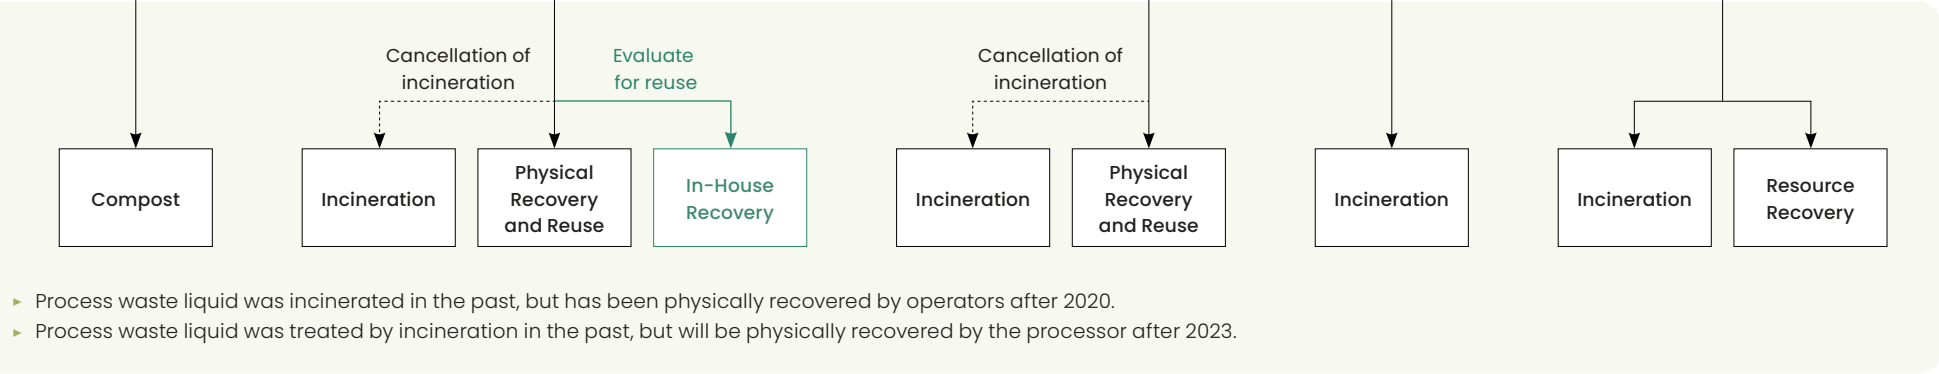 Cancellation of
incineration
Evaluate
for reuse
Cancellation of
incineration
Compost
Incineration
Physical
Recovery
and Reuse
In-House
Recovery
Incineration
Physical
Recovery
and Reuse
Incineration
Incineration
Resource
Recovery
Process waste liquid was incinerated in the past, but has been physically recovered by operators after 2020.
Process waste liquid was treated by incineration in the past, but will be physically recovered by the processor after 2023.